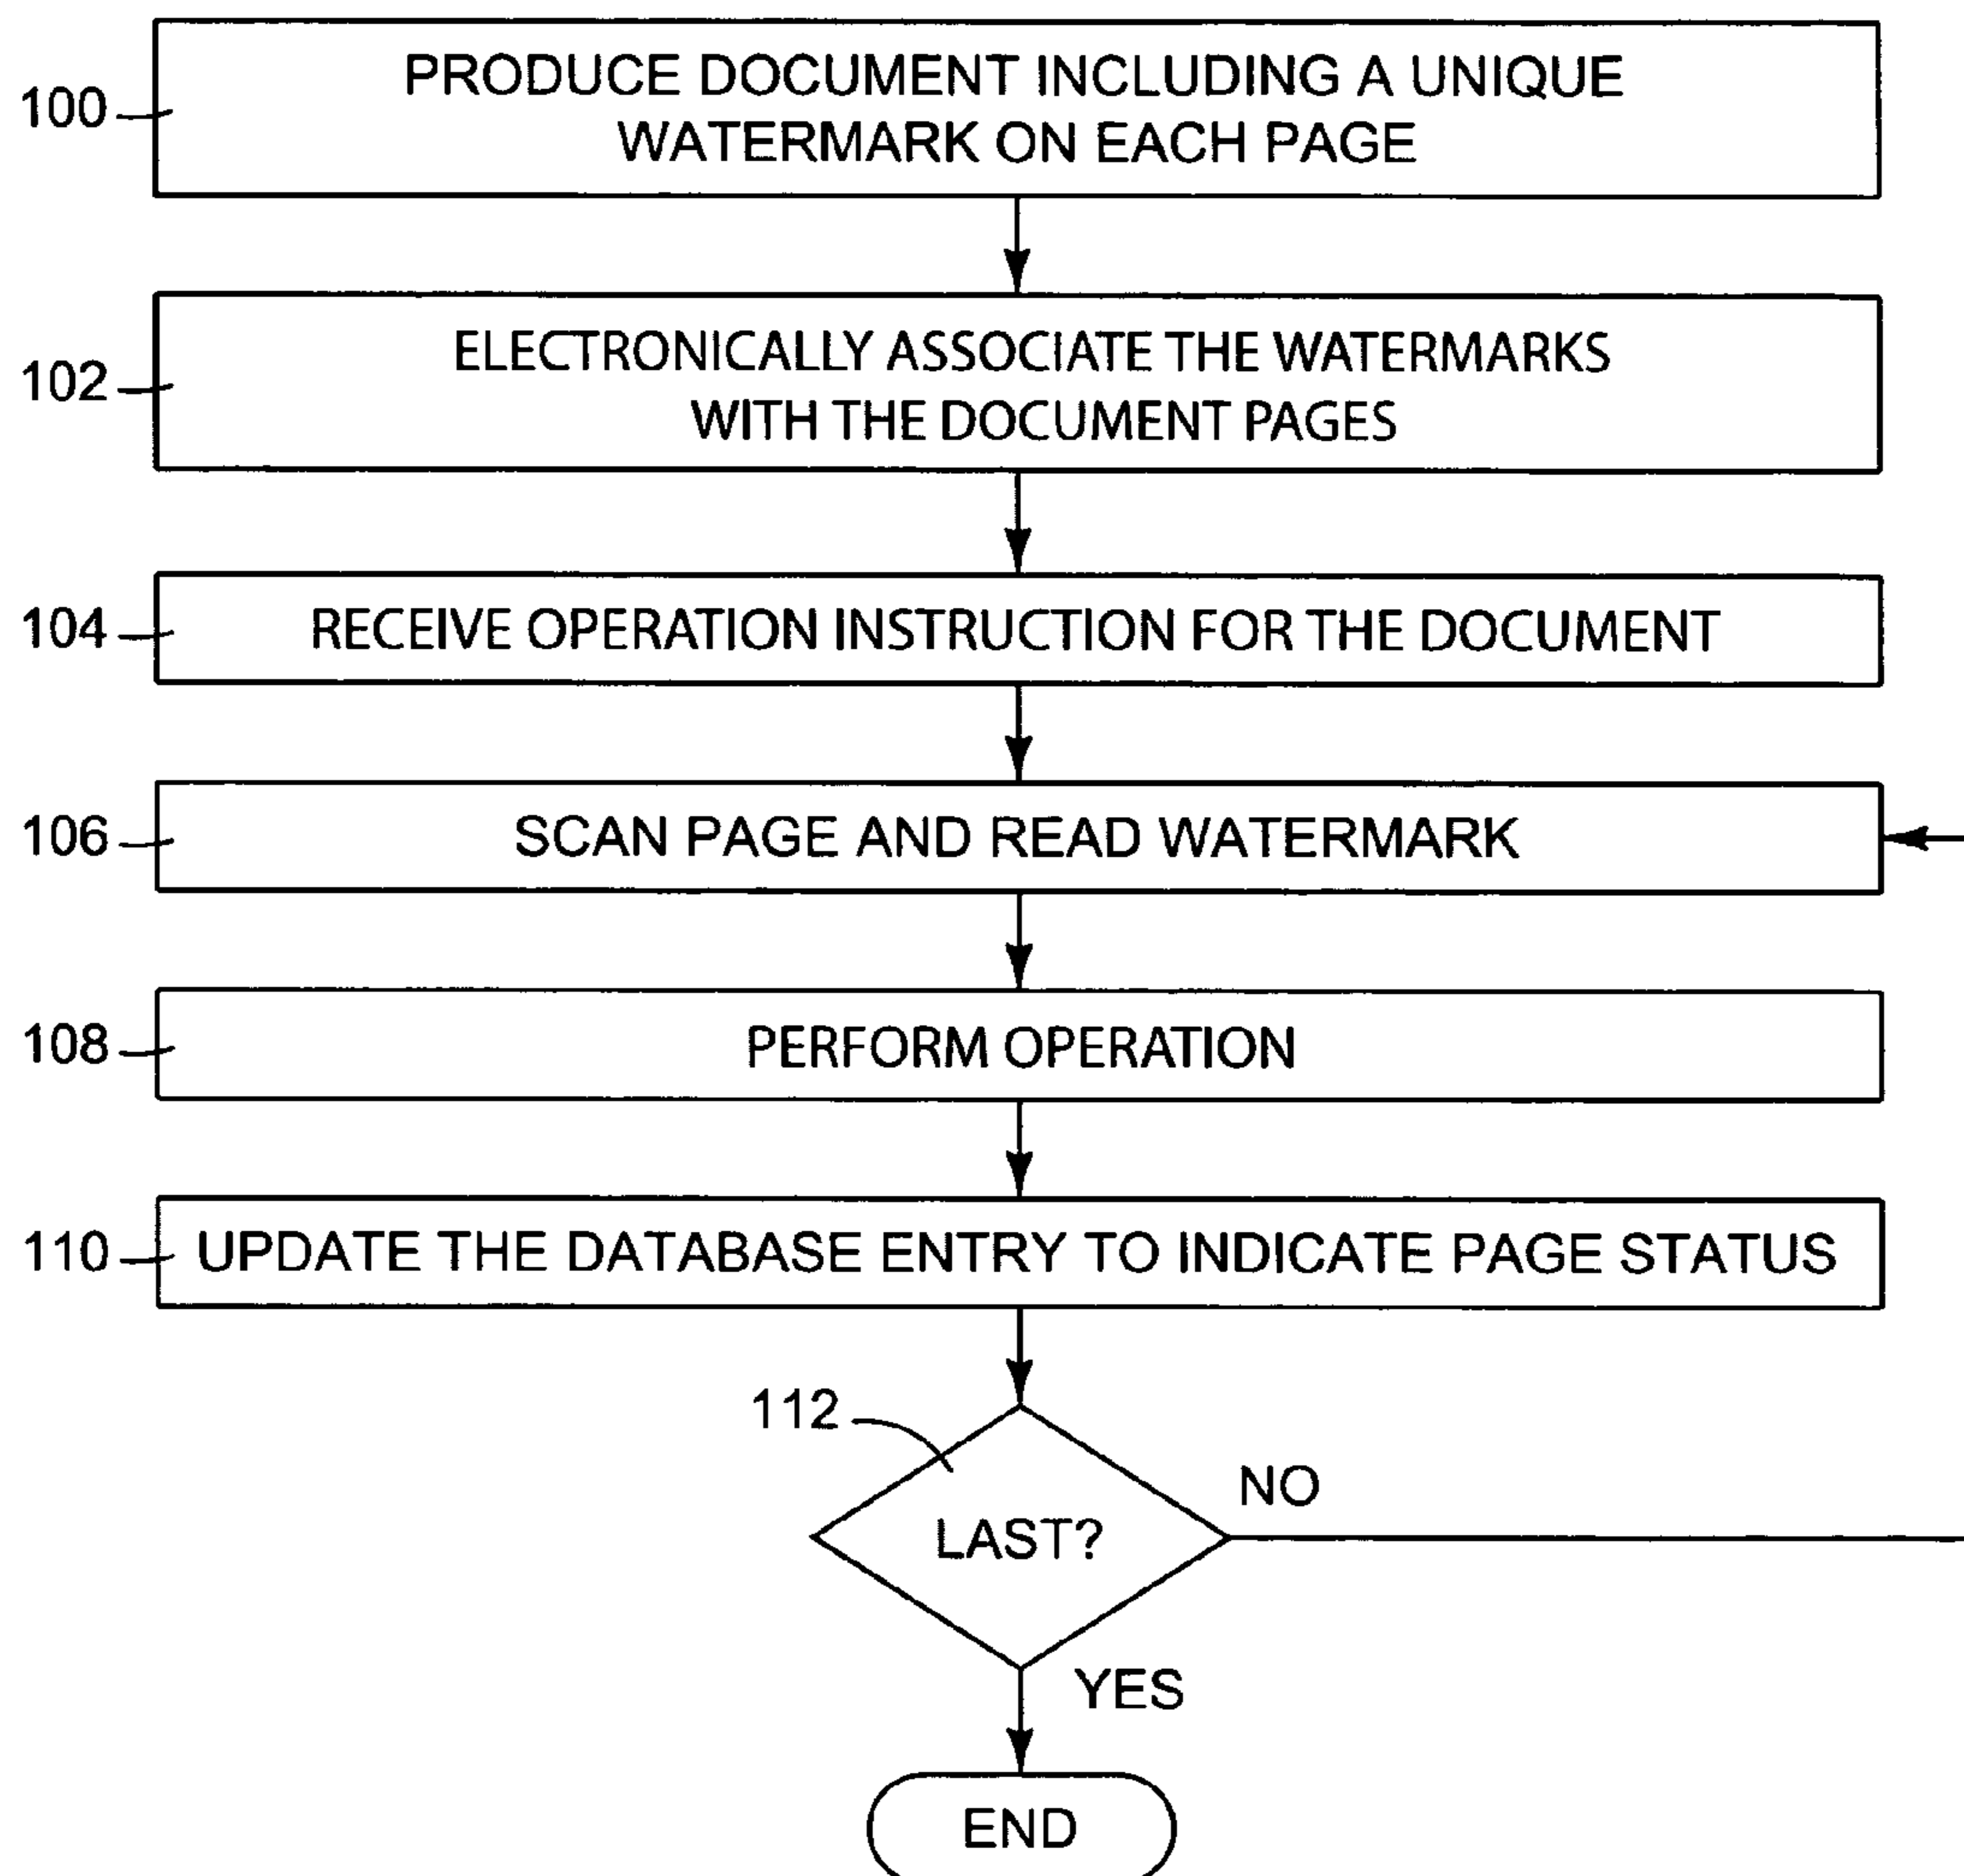 100
PRODUCE DOCUMENT INCLUDING A UNIQUE
WATERMARK ON EACH PAGE
102
ELECTRONICALLY ASSOCIATE THE WATERMARKS
WITH THE DOCUMENT PAGES
104
RECEIVE OPERATION INSTRUCTION FOR THE DOCUMENT
106
SCAN PAGE AND READ WATERMARK
108
PERFORM OPERATION
110
UPDATE THE DATABASE ENTRY TO INDICATE PAGE STATUS
112
LAST?
NO
YES
END